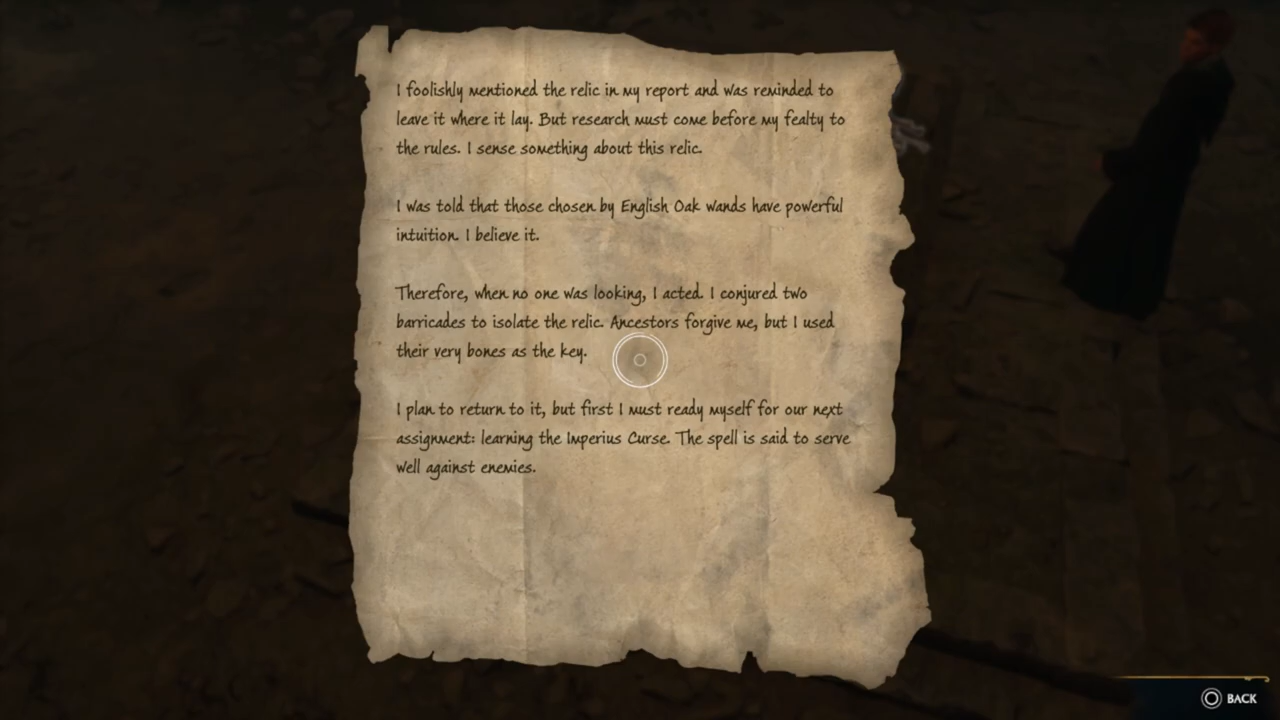 I foolishly mentioned the relic in my report and was reminded to
leave it where it lay. But research must come before my fealty to
the rules. I sense something about this relic.
I was told that those chosen by English Oak wands have powerful
intuition. I believe it.
Therefore, when no one was looking, I acted. I conjured two
barricades to isolate the relic. Ancestors forgive me, but I used
their very bones as the key.
I plan to return to it, but first I must ready myself for our next
assignment: learning the Imperius Curse. The spell is said to serve
well against enemies.
BACK